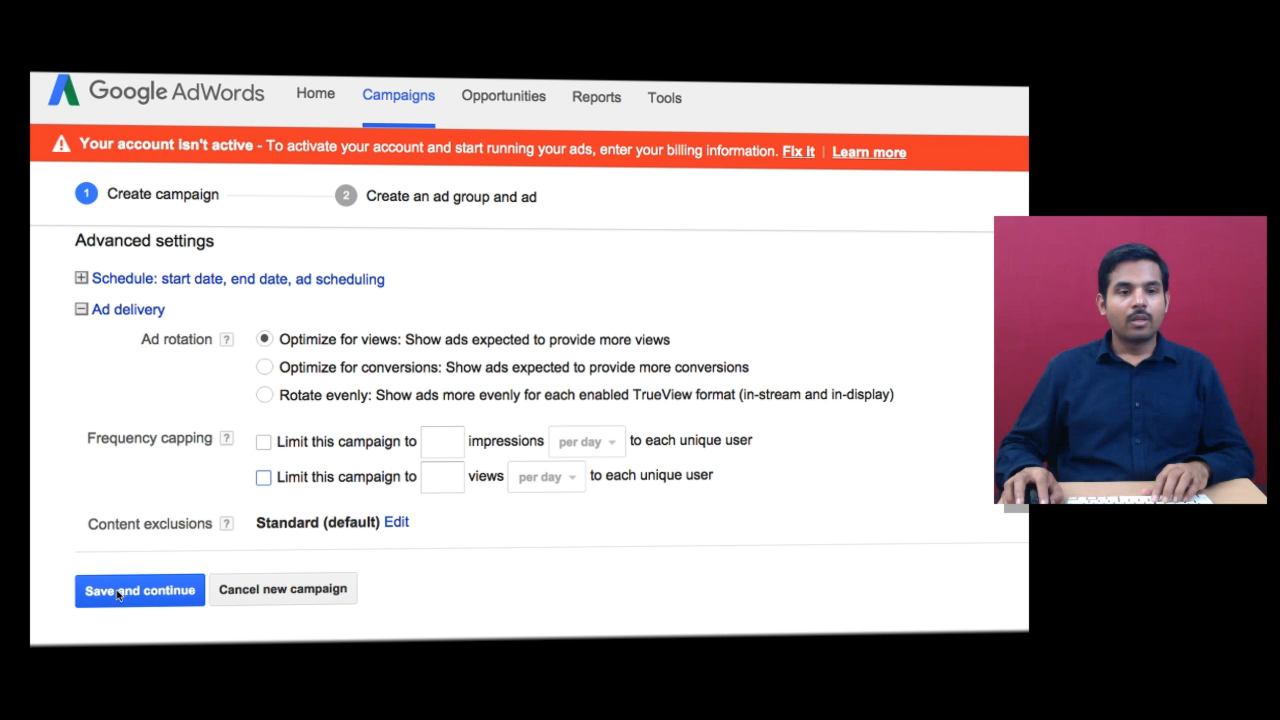 Google AdWords Home Campaigns Opportunities Reports Tools
Your account isn't active - To activate your account and start running your ads, enter your billing information. Fix it | Learn more
1 Create campaign 2 Create an ad group and ad
Advanced settings
Schedule: start date, end date, ad scheduling
Ad delivery
Ad rotation ? Optimize for views: Show ads expected to provide more views
Optimize for conversions: Show ads expected to provide more conversions
Rotate evenly: Show ads more evenly for each enabled TrueView format (in-stream and in-display)
Frequency capping ? Limit this campaign to impressions per day to each unique user
Limit this campaign to views per day to each unique user
Content exclusions ? Standard (default) Edit
Save and continue Cancel new campaign